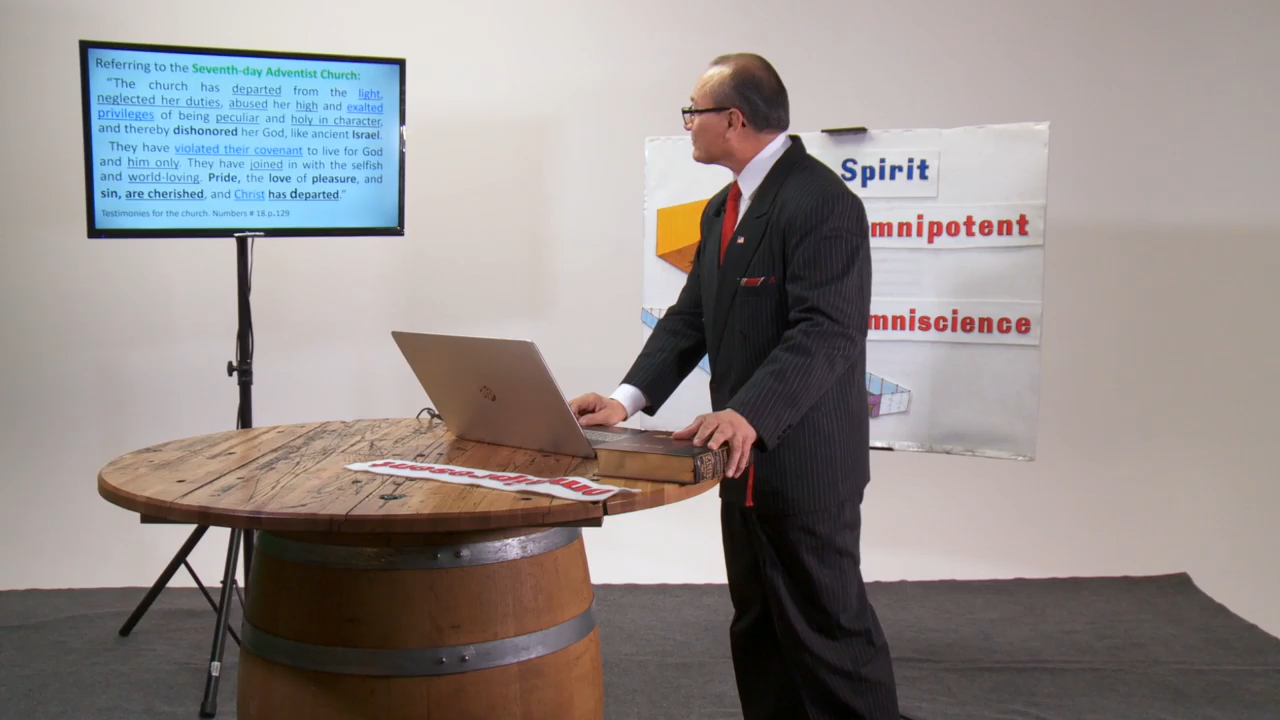 Referring to the Seventh-day Adventist Church:
"The church has departed from the light,
neglected her duties, abused her high and exalted
privileges of being peculiar and holy in character,
and thereby dishonored her God, like ancient Israel.
They have violated their covenant to live for God
and him only. They have joined in with the selfish
and world-loving. Pride, the love of pleasure, and
sin, are cherished, and Christ has departed."
Testimonies for the church. Numbers # 18 p.129
Spirit
mnipotent
mniscience
omnipresent
hp